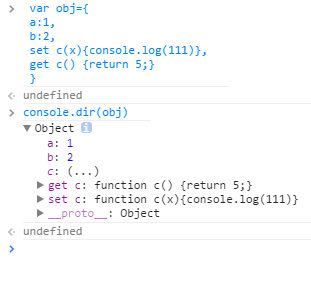 > var obj={
a:1,
b:2,
set c(x){console.log(111)},
get c() {return 5;}
}
<· undefined
> console.dir(obj)
▼ Object i
a: 1
b: 2
c: (...)
▶ get c: function c() {return 5;}
▶ set c: function c(x){console.log(111)}
▶ __proto__: Object
<· undefined
>